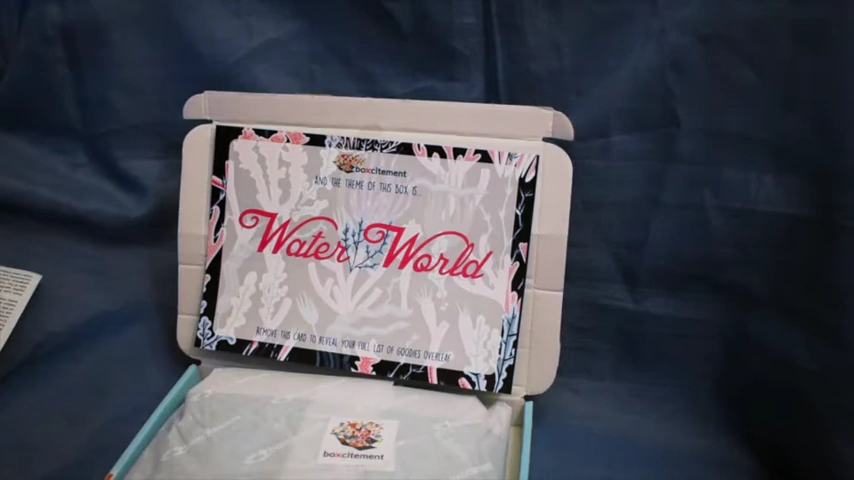 boxcitement
AND THE THEME OF THIS BOX IS...
Water World
REMOVE THIS CARD TO REVEAL YOUR FULL LIST OF GOODIES OVERLEAF
boxcitement